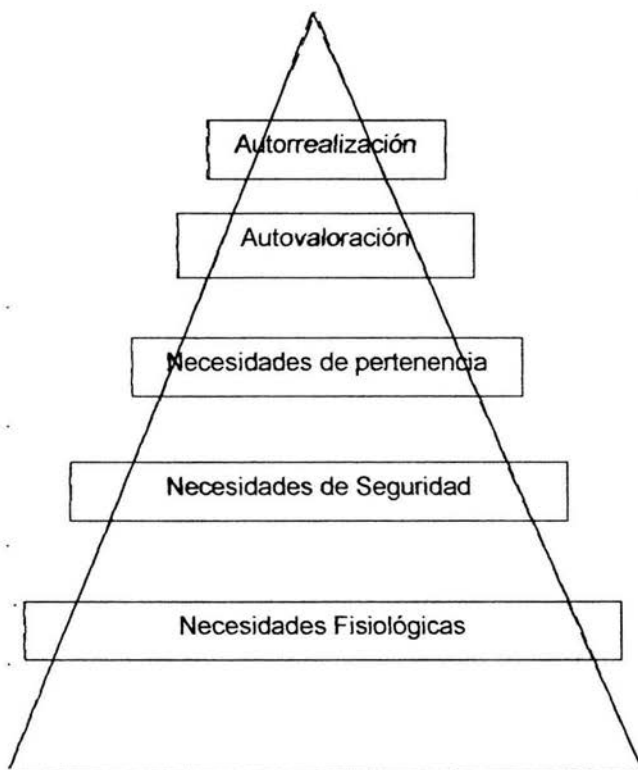 Autorrealización
Autovaloración
Necesidades de pertenencia
Necesidades de Seguridad
Necesidades Fisiológicas